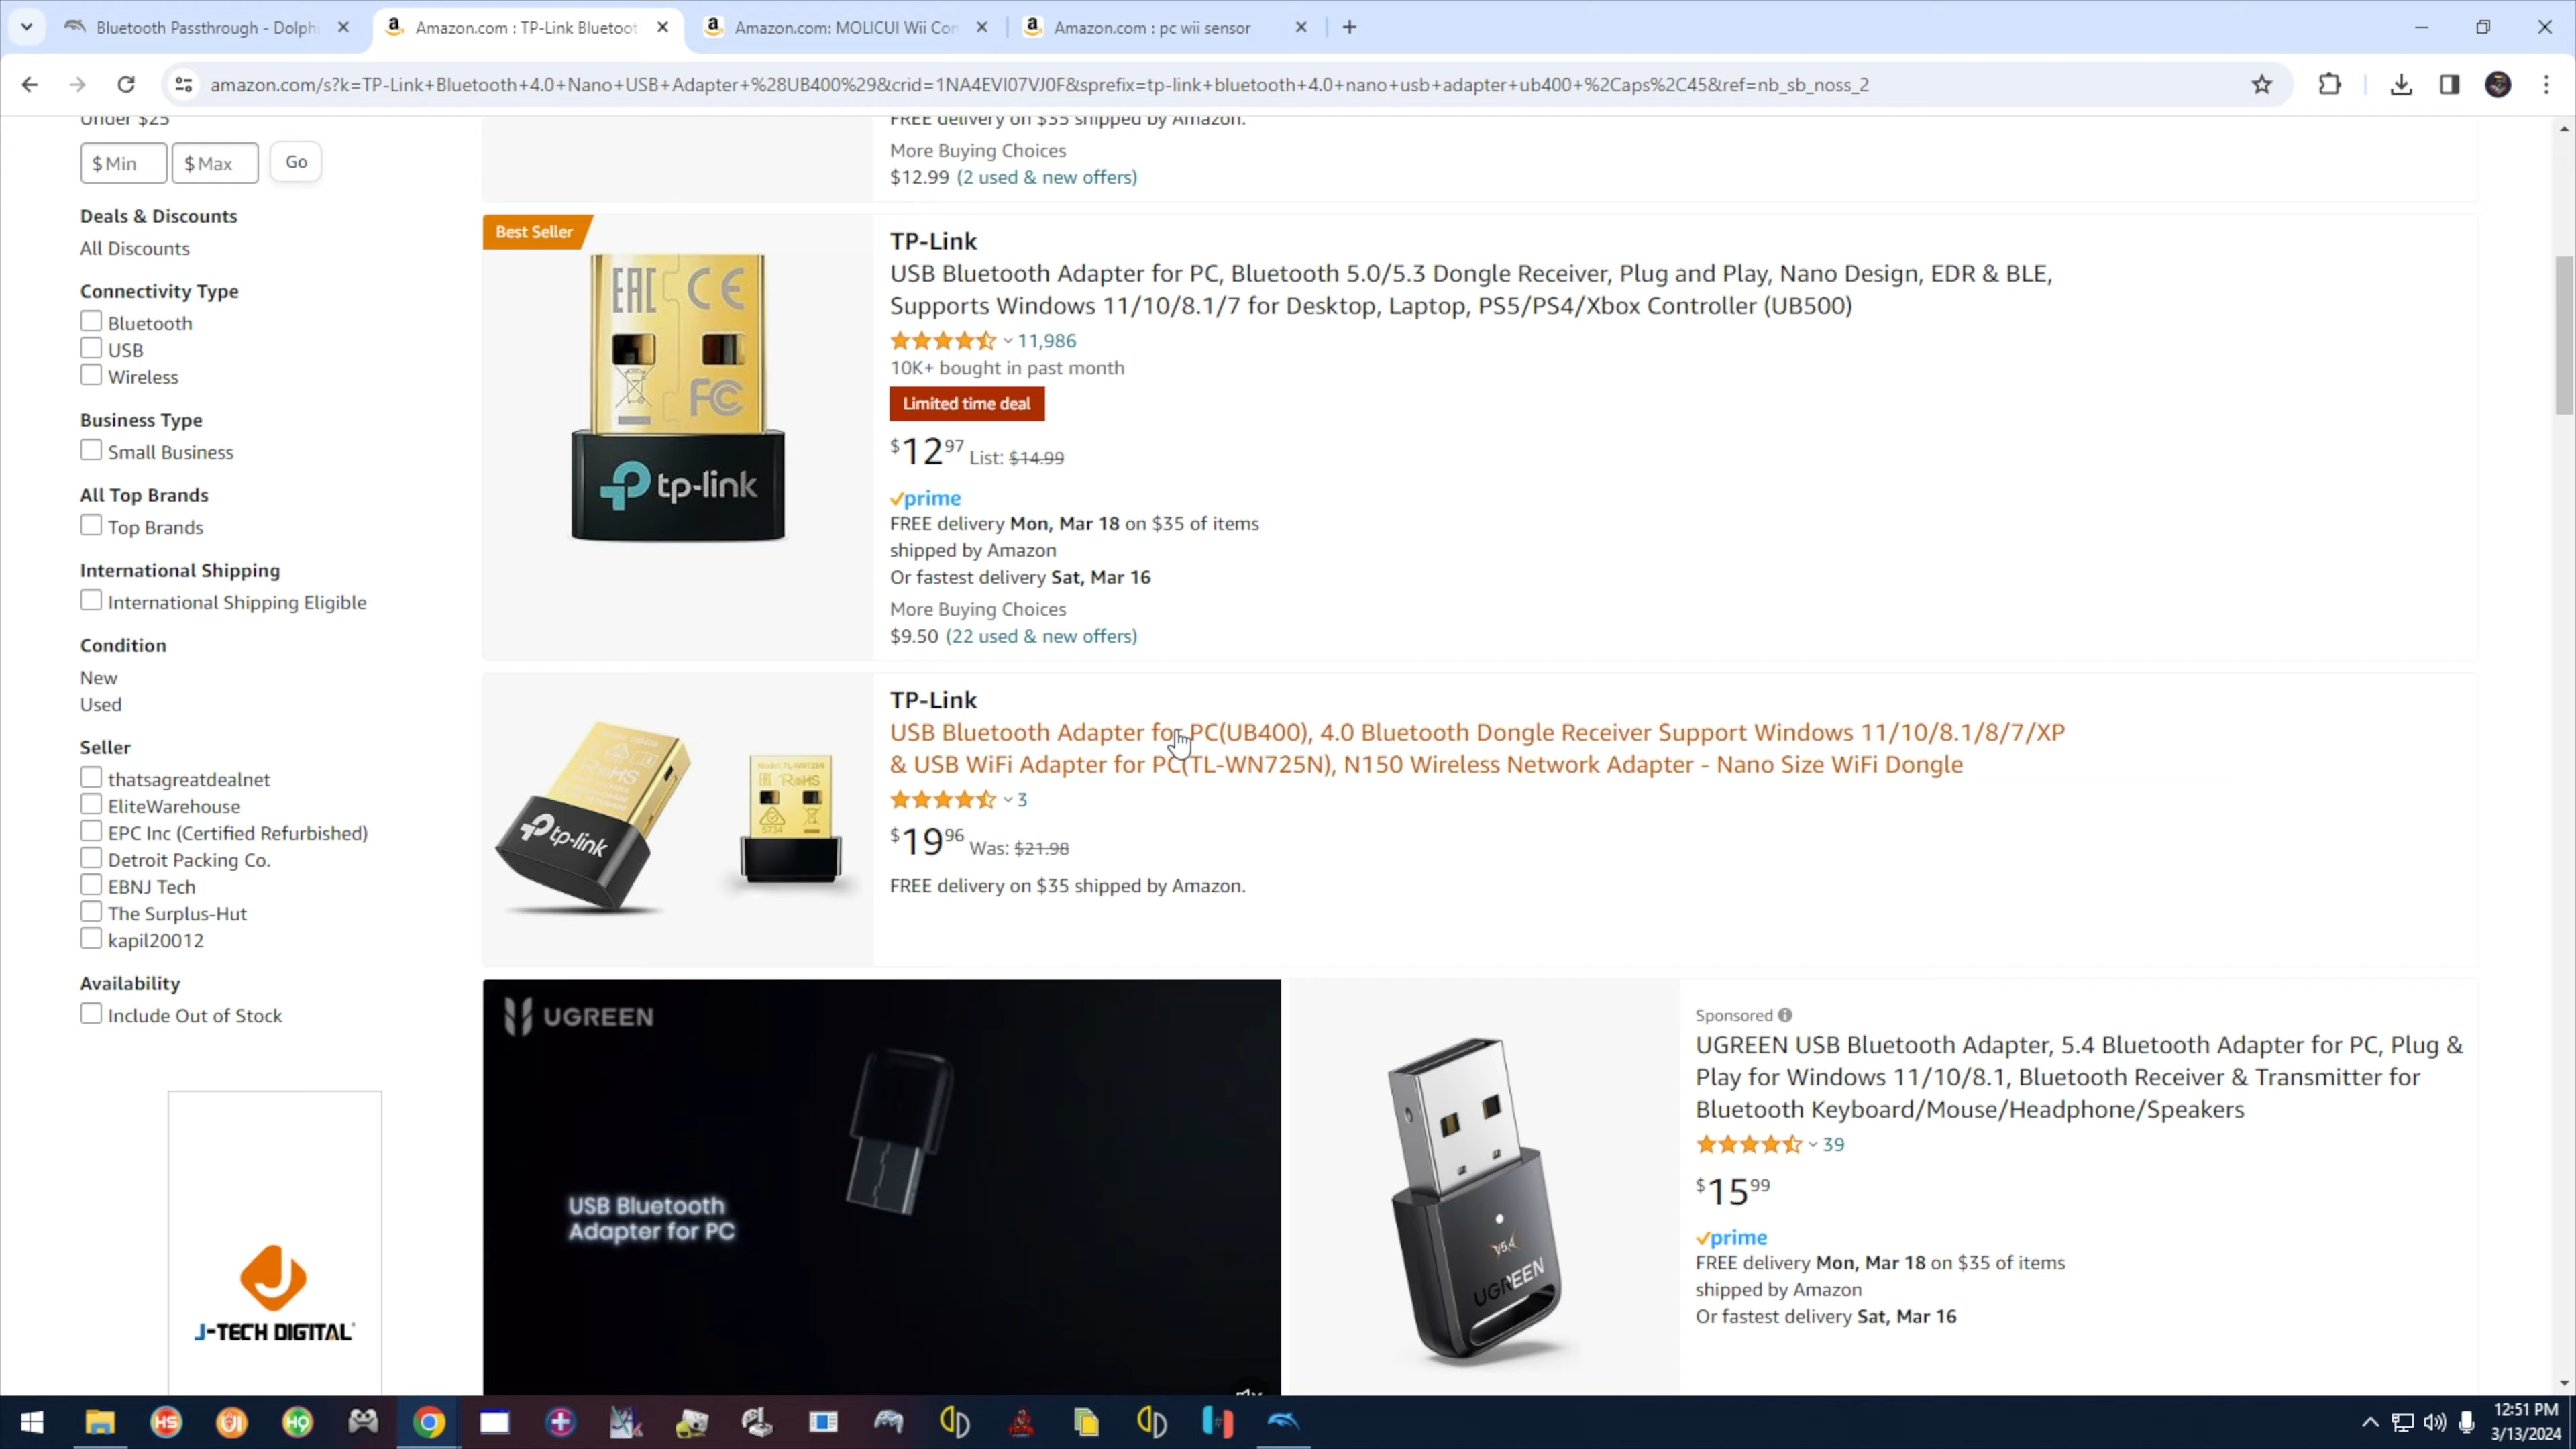 Bluetooth Passthrough - Dolphi
Amazon.com : TP-Link Bluetoot
Amazon.com: MOLICUI Wii Con
Amazon.com : pc wii sensor
amazon.com/s?k=TP-Link+Bluetooth+4.0+Nano+USB+Adapter+%28UB400%29&crid=1NA4EVI07VJ0F&sprefix=tp-link+bluetooth+4.0+nano+usb+adapter+ub400+%2Caps%2C45&ref=nb_sb_noss_2
Under $25
$ Min
$ Max
Go
Deals & Discounts
All Discounts
Connectivity Type
Bluetooth
USB
Wireless
Business Type
Small Business
All Top Brands
Top Brands
International Shipping
International Shipping Eligible
Condition
New
Used
Seller
thatsagreatdealnet
EliteWarehouse
EPC Inc (Certified Refurbished)
Detroit Packing Co.
EBNJ Tech
The Surplus-Hut
kapil20012
Availability
Include Out of Stock
J-TECH DIGITAL
FREE delivery on $35 shipped by Amazon.
More Buying Choices
$12.99 (2 used & new offers)
Best Seller
EAC CE
FC
tp-link
TP-Link
USB Bluetooth Adapter for PC, Bluetooth 5.0/5.3 Dongle Receiver, Plug and Play, Nano Design, EDR & BLE,
Supports Windows 11/10/8.1/7 for Desktop, Laptop, PS5/PS4/Xbox Controller (UB500)
11,986
10K+ bought in past month
Limited time deal
$12.97 List: $14.99
prime
FREE delivery Mon, Mar 18 on $35 of items
shipped by Amazon
Or fastest delivery Sat, Mar 16
More Buying Choices
$9.50 (22 used & new offers)
RoHS
tp-link
Model:TL-WN725N
RoHS
5734
TP-Link
USB Bluetooth Adapter for PC(UB400), 4.0 Bluetooth Dongle Receiver Support Windows 11/10/8.1/8/7/XP
& USB WiFi Adapter for PC(TL-WN725N), N150 Wireless Network Adapter - Nano Size WiFi Dongle
3
$19.96 Was: $21.98
FREE delivery on $35 shipped by Amazon.
UGREEN
USB Bluetooth
Adapter for PC
V5.4
UGREEN
Sponsored
UGREEN USB Bluetooth Adapter, 5.4 Bluetooth Adapter for PC, Plug &
Play for Windows 11/10/8.1, Bluetooth Receiver & Transmitter for
Bluetooth Keyboard/Mouse/Headphone/Speakers
39
$15.99
prime
FREE delivery Mon, Mar 18 on $35 of items
shipped by Amazon
Or fastest delivery Sat, Mar 16
HS
HQ
12:51 PM
3/13/2024